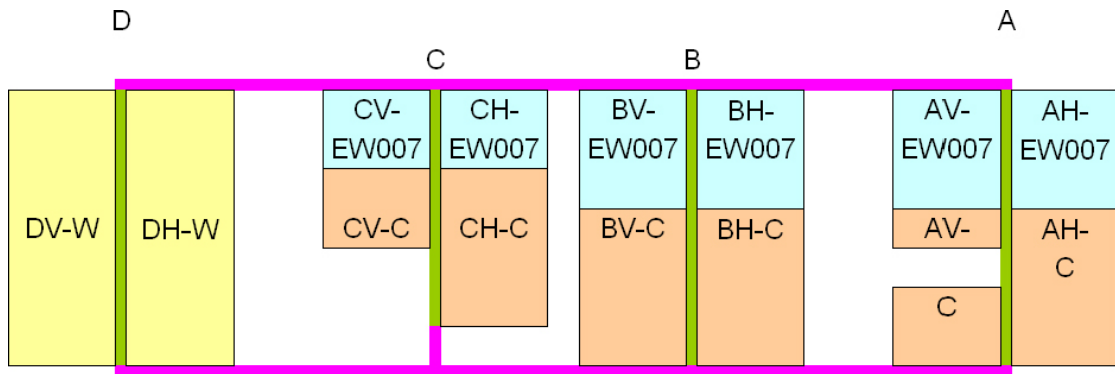 D
A
C
B
CV-
EW007
CH-
EW007
BV-
EW007
BH-
EW007
AV-
EW007
AH-
EW007
DV-W
DH-W
CV-C
CH-C
BV-C
BH-C
AV-
C
AH-
C